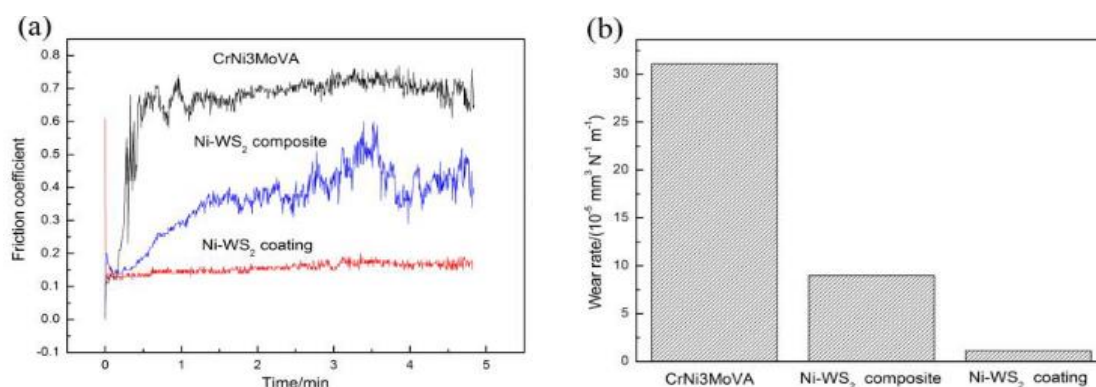 (a)
0.8
0.7
0.6
0.5
0.4
0.3
0.2
0.1
0.0
-0.1
Friction coefficient
CrNi3MoVA
Ni-WS₂ composite
Ni-WS₂ coating
0 1 2 3 4 5
Time/min
(b)
30
25
20
15
10
5
0
Wear rate/(10⁻⁵ mm³ N⁻¹ m⁻¹)
CrNi3MoVA Ni-WS₂ composite Ni-WS₂ coating